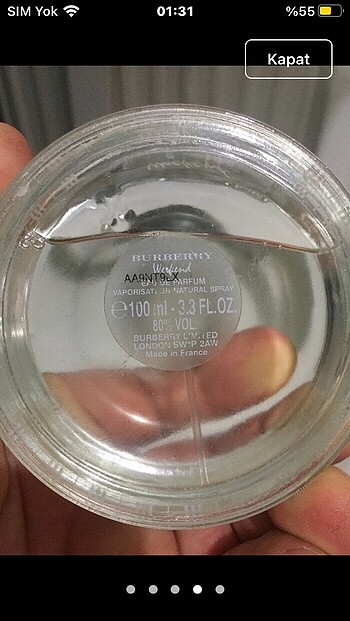 SIM Yok 01:31 %55
Kapat
BURBERRY
Weekend
AA9NT9LX
EAU DE PARFUM
VAPORISATEUR-NATURAL SPRAY
℮100 ml - 3.3 FL.OZ.
80% VOL.
BURBERRY LIMITED
LONDON SW1P 2AW
Made in France